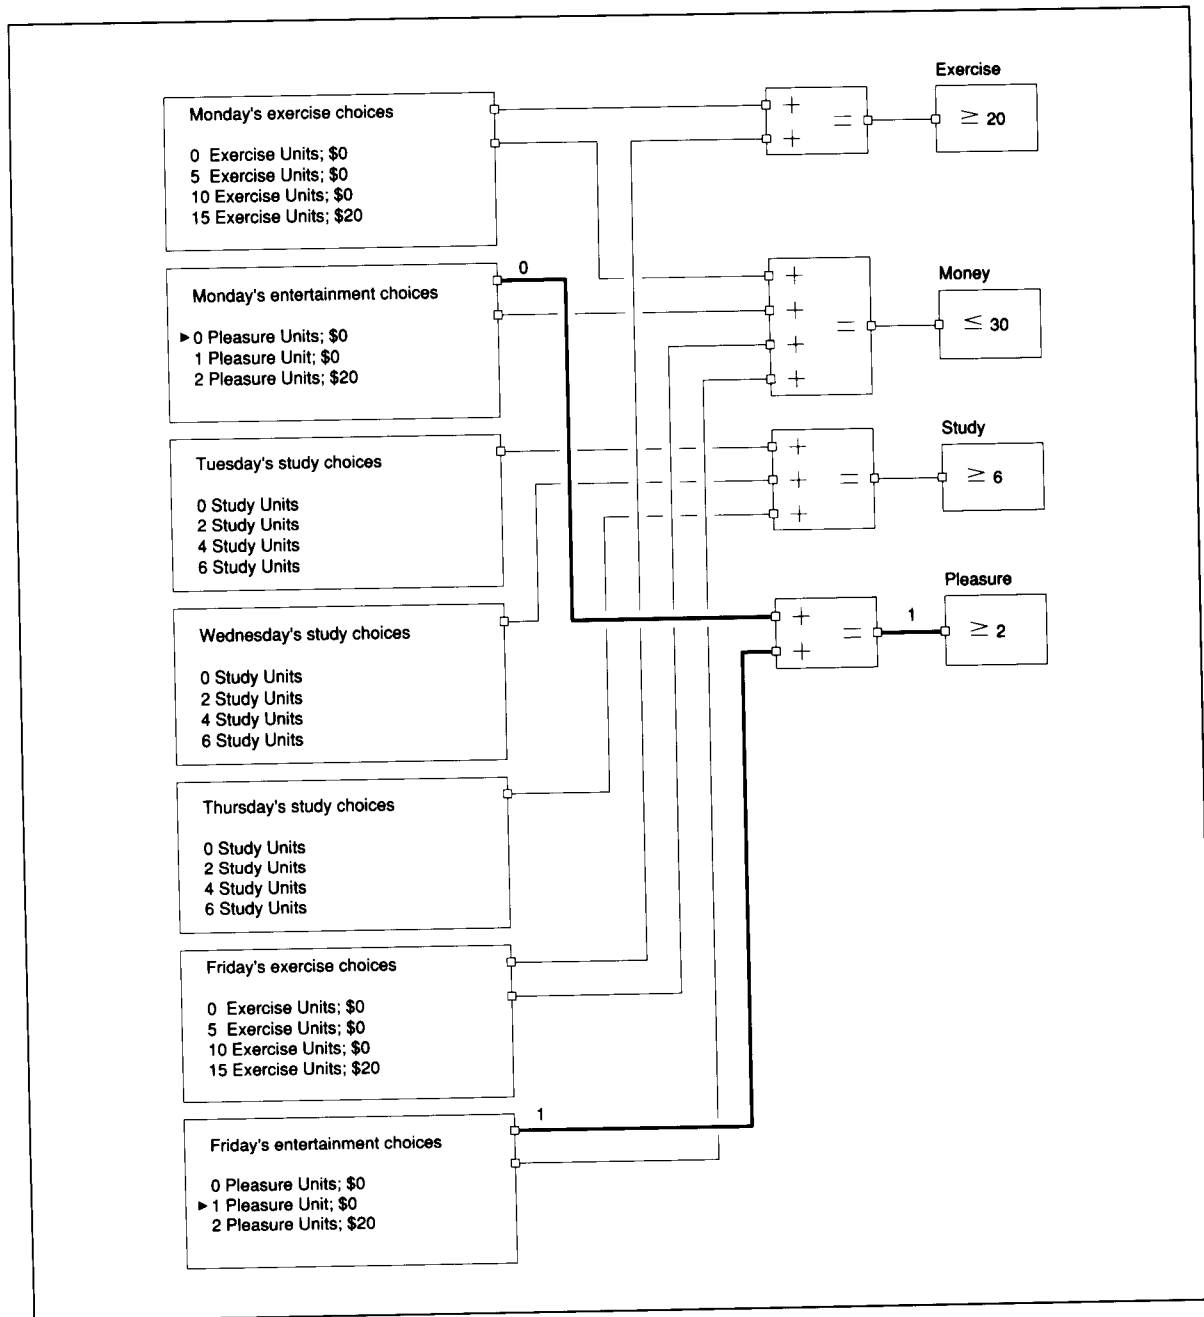 Monday's exercise choices
0 Exercise Units; $0
5 Exercise Units; $0
10 Exercise Units; $0
15 Exercise Units; $20
0
Monday's entertainment choices
►0 Pleasure Units; $0
1 Pleasure Unit; $0
2 Pleasure Units; $20
Tuesday's study choices
0 Study Units
2 Study Units
4 Study Units
6 Study Units
Wednesday's study choices
0 Study Units
2 Study Units
4 Study Units
6 Study Units
Thursday's study choices
0 Study Units
2 Study Units
4 Study Units
6 Study Units
Friday's exercise choices
0 Exercise Units; $0
5 Exercise Units; $0
10 Exercise Units; $0
15 Exercise Units; $20
1
Friday's entertainment choices
0 Pleasure Units; $0
►1 Pleasure Unit; $0
2 Pleasure Units; $20
Exercise
+
+ =
≥ 20
Money
+
+
+
+ =
≤ 30
Study
+
+ =
+
≥ 6
Pleasure
+
+ =
1
≥ 2